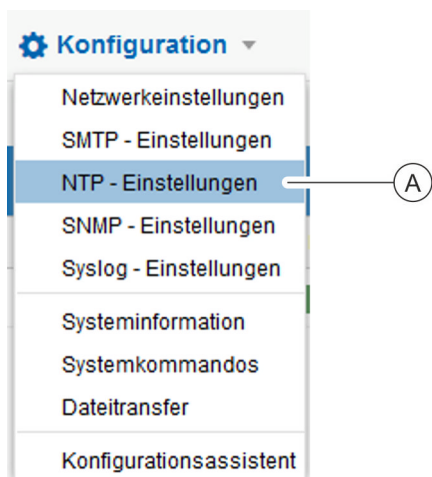 Konfiguration
Netzwerkeinstellungen
SMTP - Einstellungen
NTP - Einstellungen
A
SNMP - Einstellungen
Syslog - Einstellungen
Systeminformation
Systemkommandos
Dateitransfer
Konfigurationsassistent